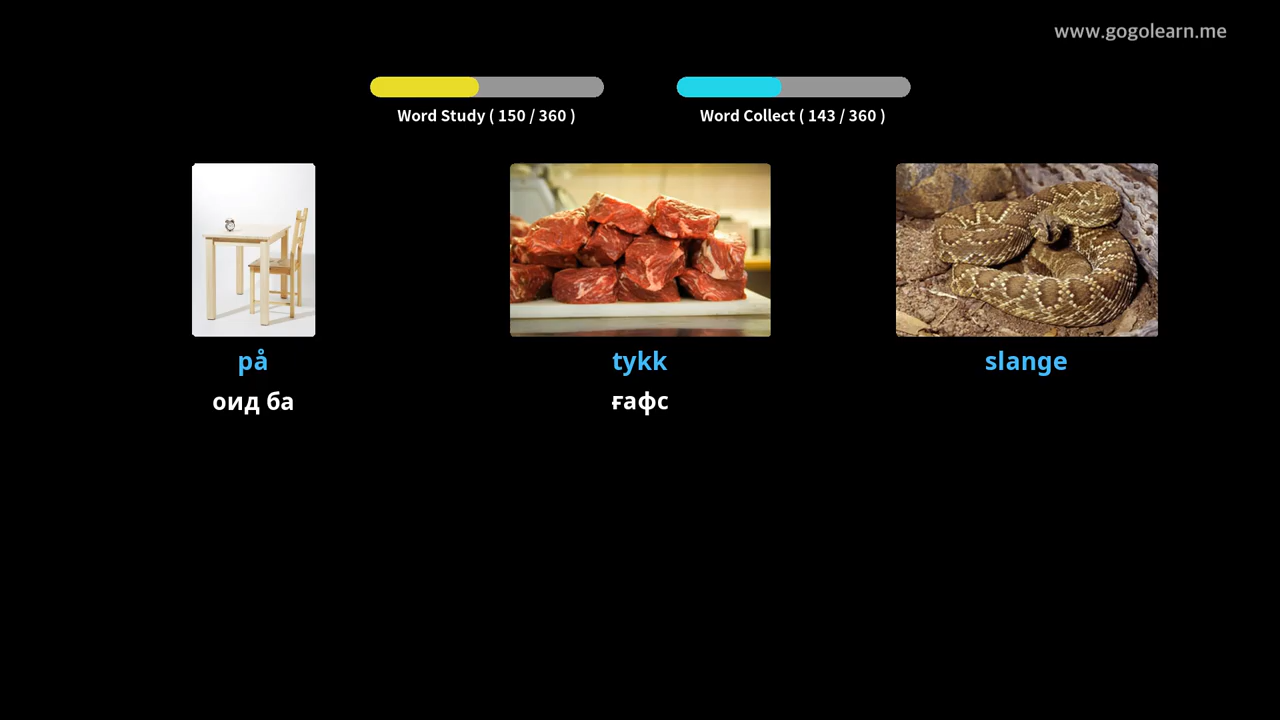 www.gogolearn.me
Word Study ( 150 / 360 )
Word Collect ( 143 / 360 )
på
tykk
slange
оид ба
ғафс